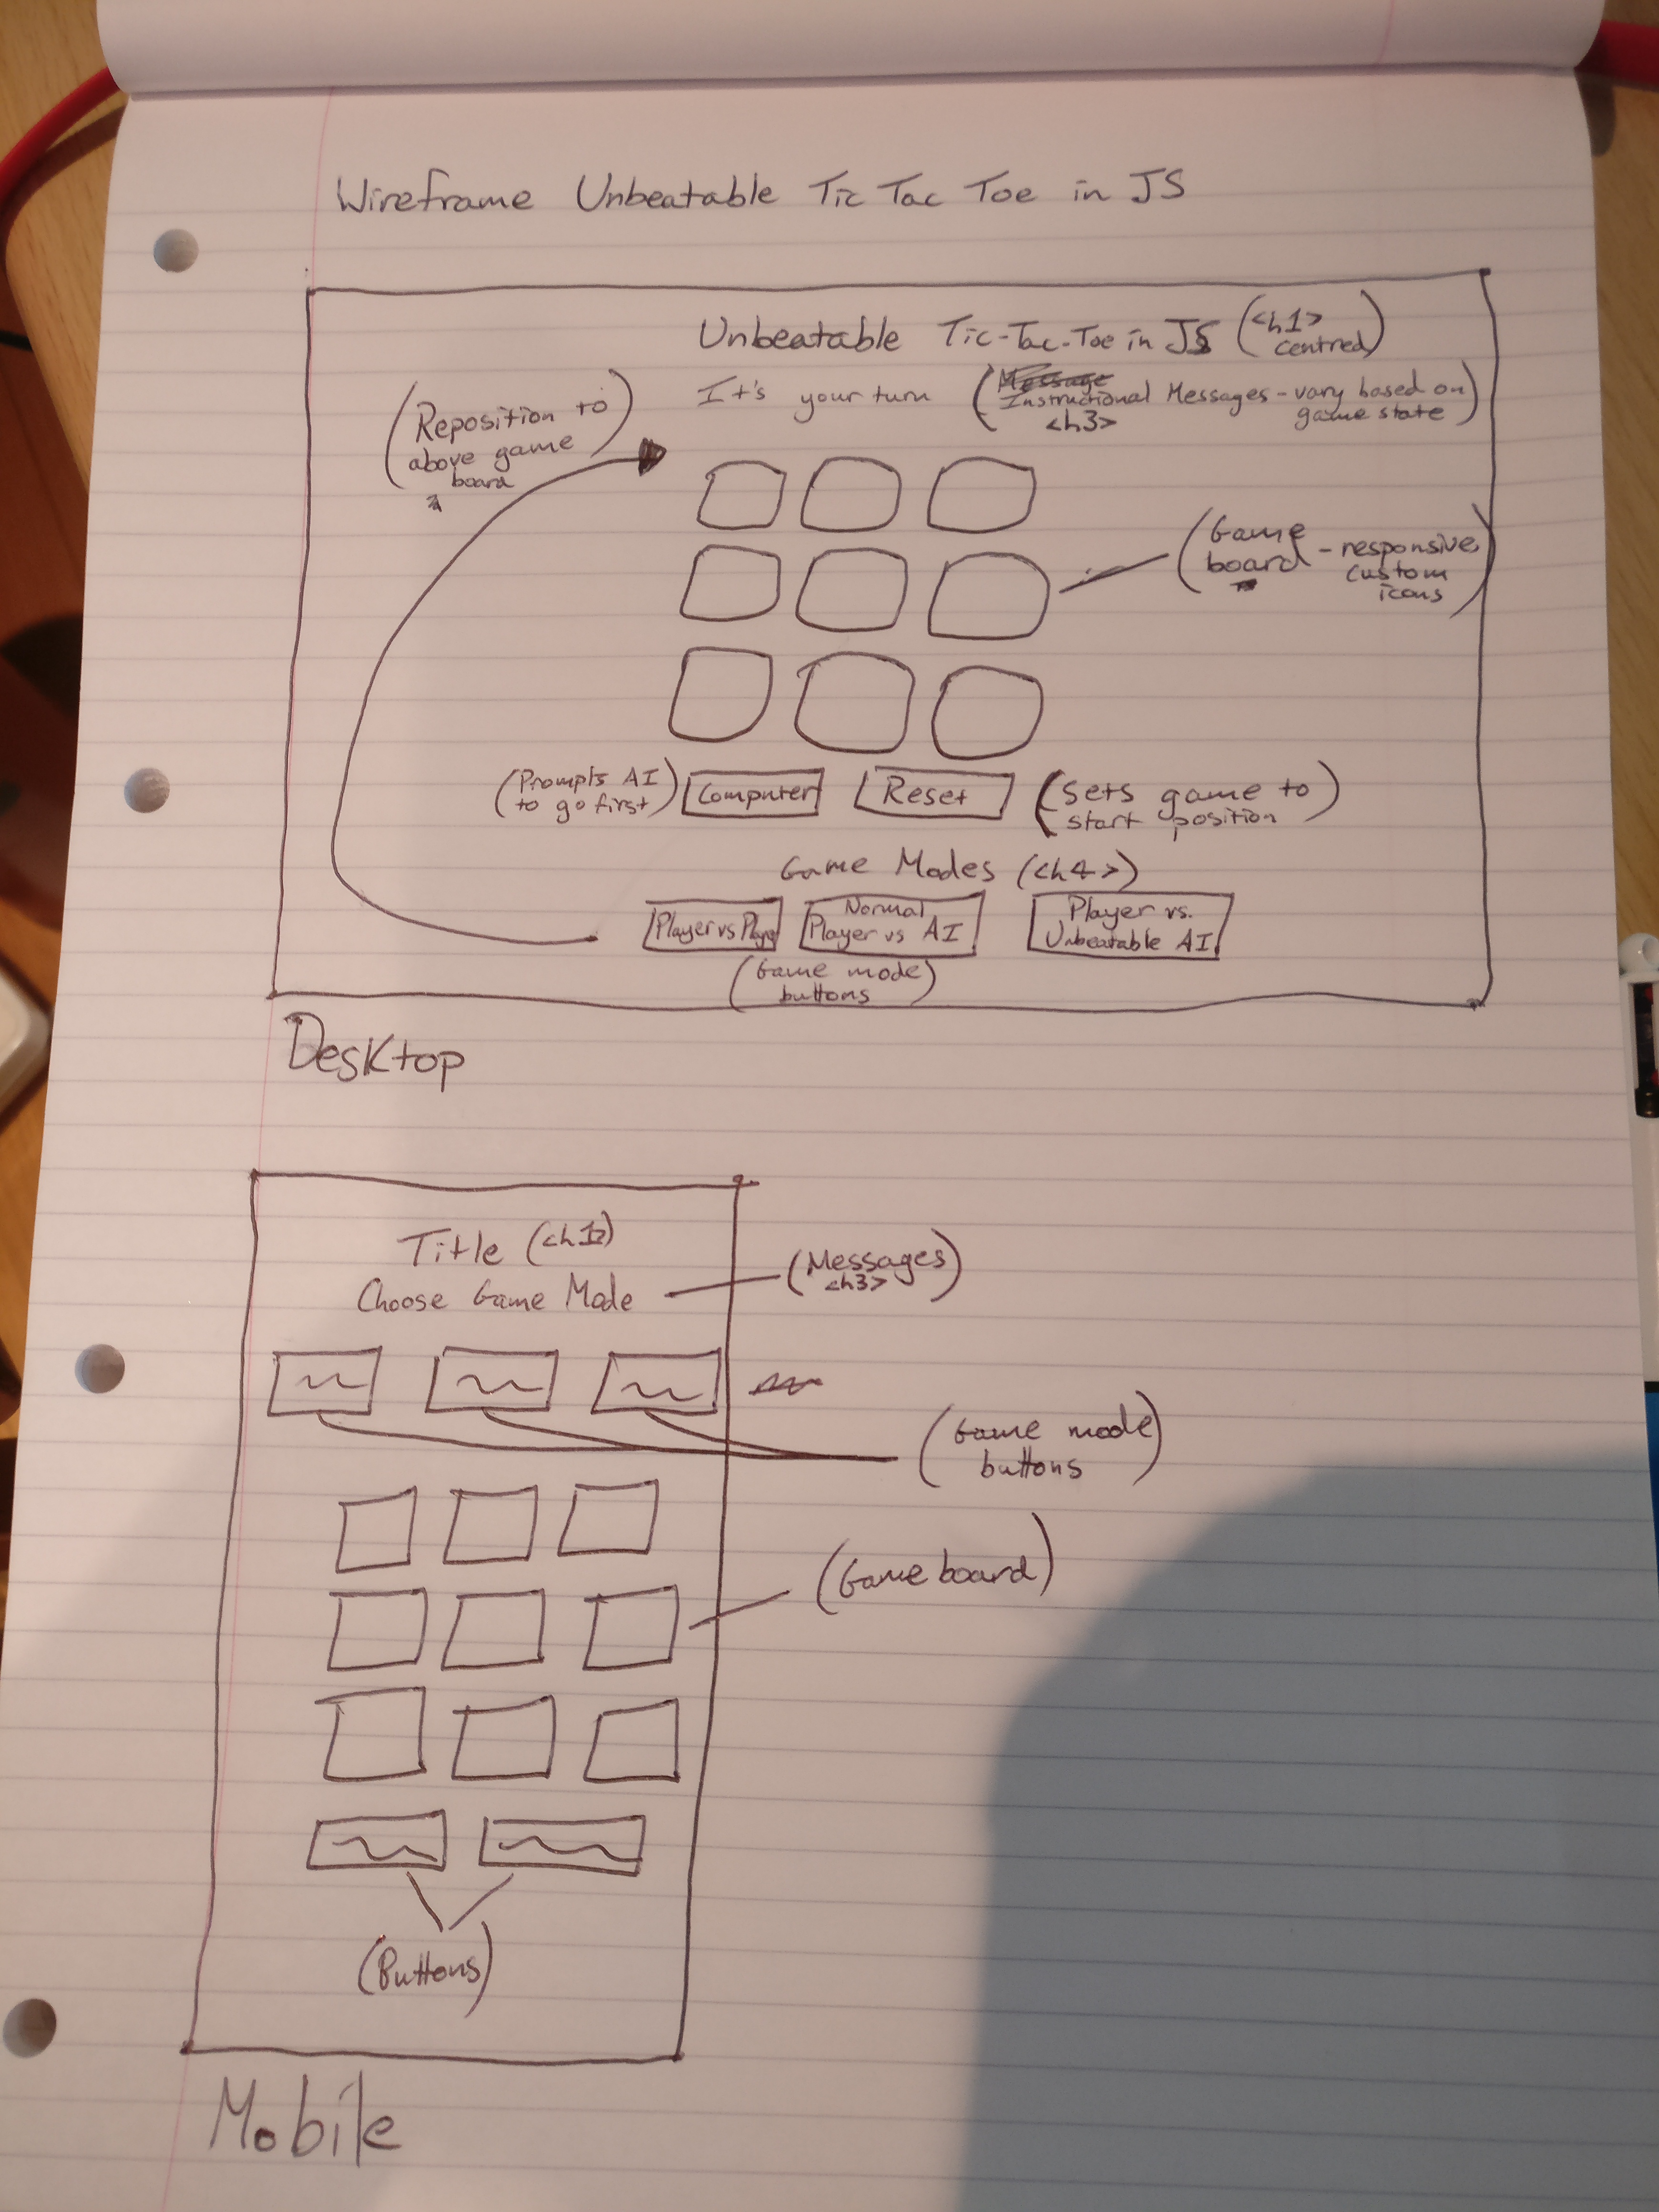 Wireframe Unbeatable Tic Tac Toe in JS
Unbeatable Tic-Tac-Toe in JS (<h1>
centred)
It's your turn (Message
Instructional Messages - vary based on
<h3> game state)
(Reposition to
above game
board)
(Game
board - responsive,
custom
icons)
(Prompts AI
to go first)
Computer
Reset
(Sets game to
start position)
Game Modes (<h4>)
Player vs Player
Normal
Player vs AI
Player vs.
Unbeatable AI
(Game mode
buttons)
Desktop
Title (<h1>)
Choose Game Mode
(Messages
<h3>)
(Game mode
buttons)
(Game board)
(Buttons)
Mobile